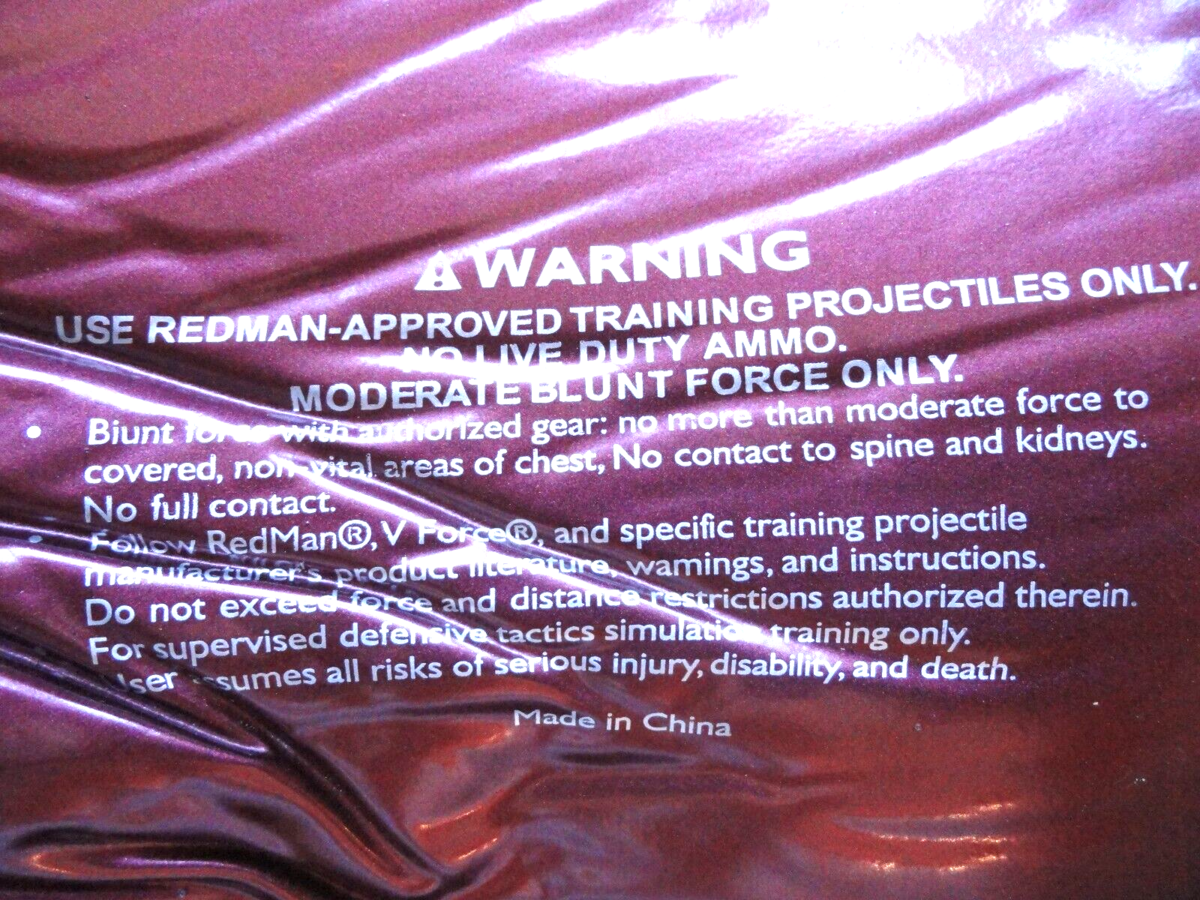 ⚠WARNING
USE REDMAN-APPROVED TRAINING PROJECTILES ONLY.
NO LIVE DUTY AMMO.
MODERATE BLUNT FORCE ONLY.
• Biunt force with authorized gear: no more than moderate force to
covered, non-vital areas of chest, No contact to spine and kidneys.
No full contact.
• Follow RedMan®, V Force®, and specific training projectile
manufacturer's product literature, warnings, and instructions.
Do not exceed force and distance restrictions authorized therein.
For supervised defensive tactics simulation training only.
User assumes all risks of serious injury, disability, and death.
Made in China